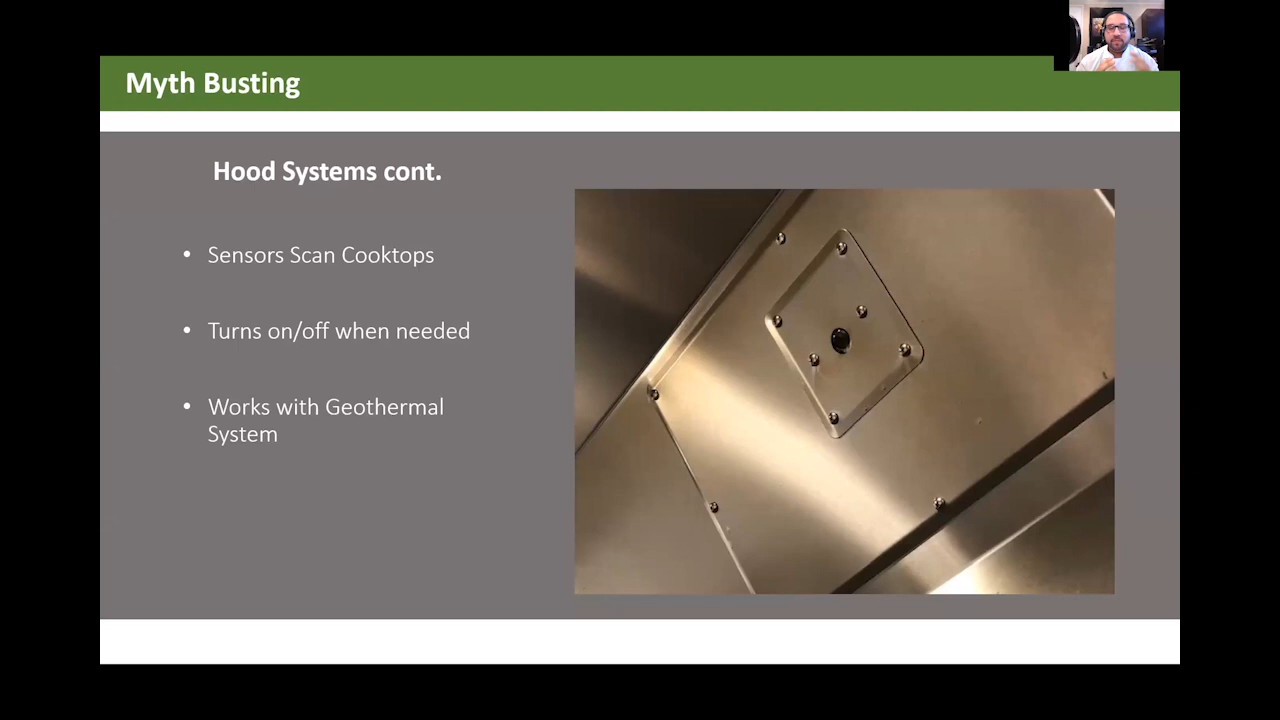 Myth Busting
Hood Systems cont.
• Sensors Scan Cooktops
• Turns on/off when needed
• Works with Geothermal
System